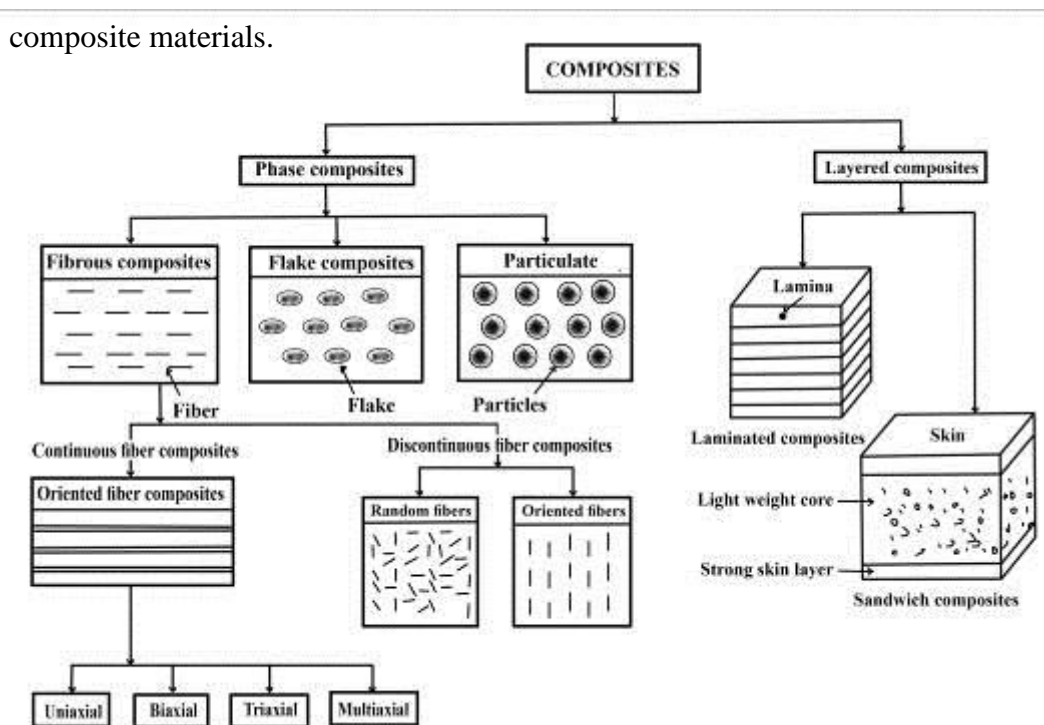 composite materials.
COMPOSITES
Phase composites
Layered composites
Fibrous composites
Flake composites
Particulate
Lamina
Fiber
Flake
Particles
Laminated composites
Skin
Continuous fiber composites
Discontinuous fiber composites
Oriented fiber composites
Random fibers
Oriented fibers
Light weight core
Strong skin layer
Sandwich composites
Uniaxial
Biaxial
Triaxial
Multiaxial